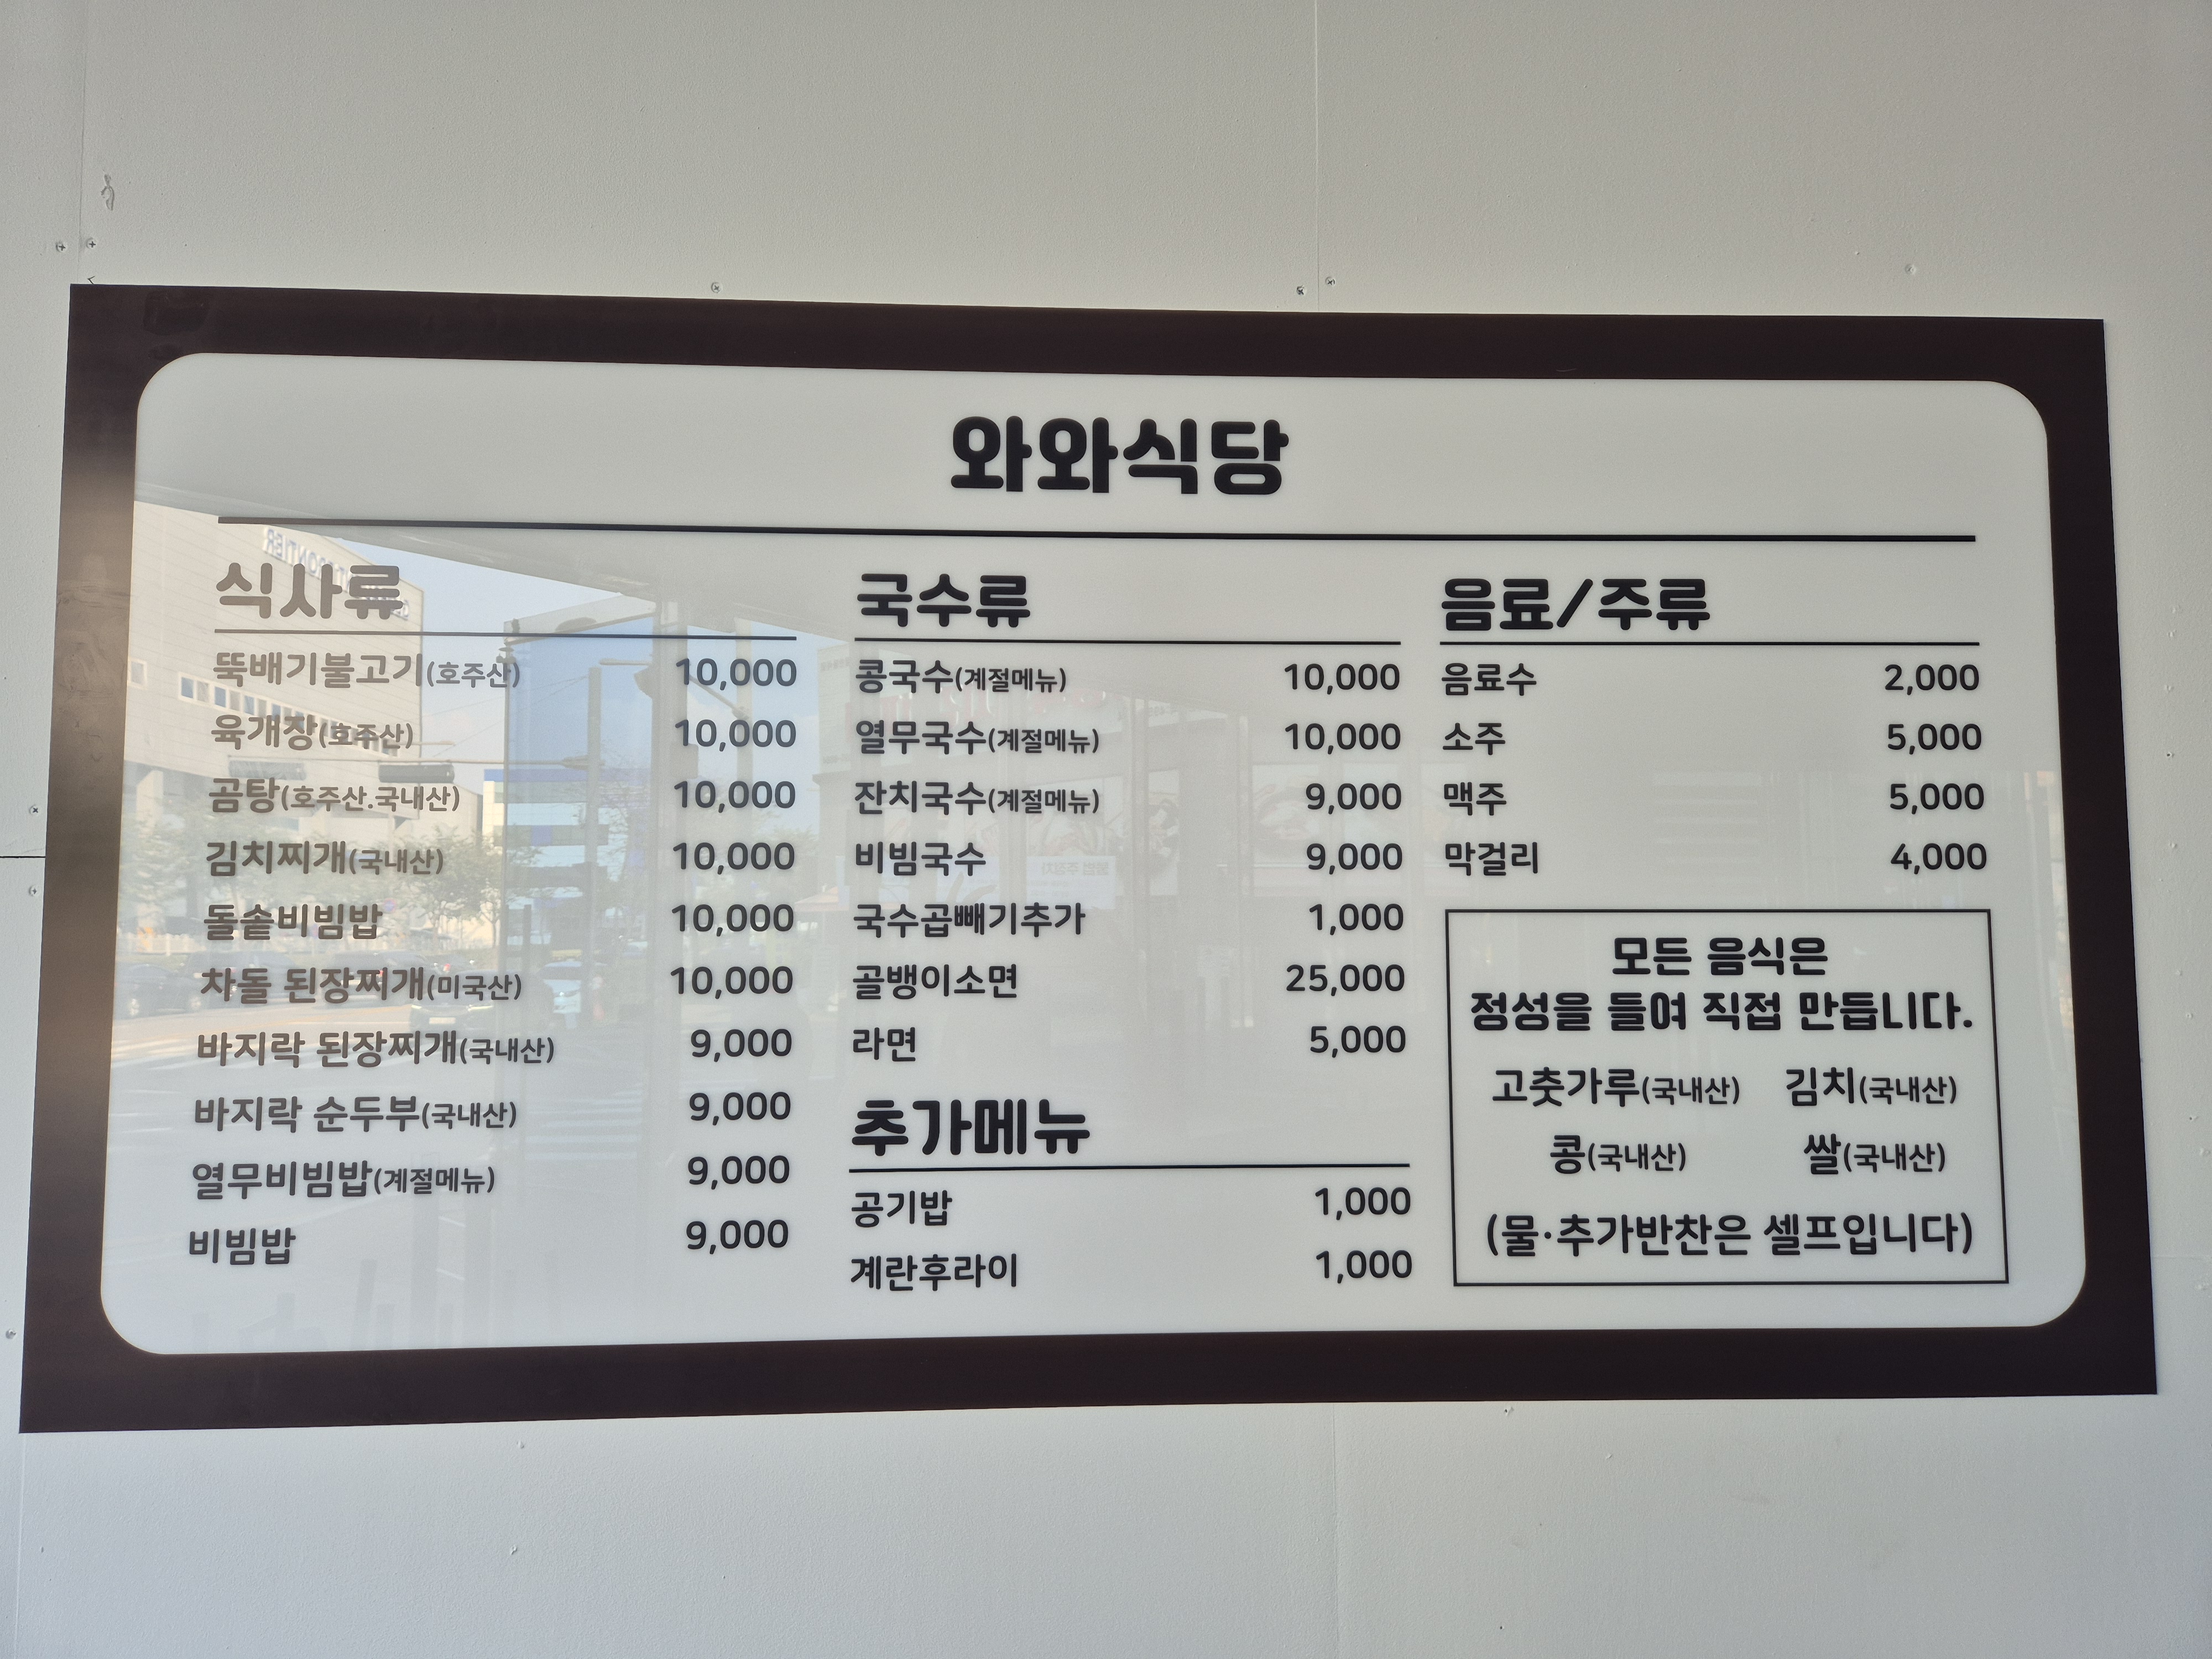 와와식당
식사류
뚝배기불고기(호주산) 10,000
육개장(호주산) 10,000
곰탕(호주산.국내산) 10,000
김치찌개(국내산) 10,000
돌솥비빔밥 10,000
차돌 된장찌개(미국산) 10,000
바지락 된장찌개(국내산) 9,000
바지락 순두부(국내산) 9,000
열무비빔밥(계절메뉴) 9,000
비빔밥 9,000
국수류
콩국수(계절메뉴) 10,000
열무국수(계절메뉴) 10,000
잔치국수(계절메뉴) 9,000
비빔국수 9,000
국수곱빼기추가 1,000
골뱅이소면 25,000
라면 5,000
추가메뉴
공기밥 1,000
계란후라이 1,000
음료/주류
음료수 2,000
소주 5,000
맥주 5,000
막걸리 4,000
모든 음식은
정성을 들여 직접 만듭니다.
고춧가루(국내산) 김치(국내산)
콩(국내산) 쌀(국내산)
(물·추가반찬은 셀프입니다)